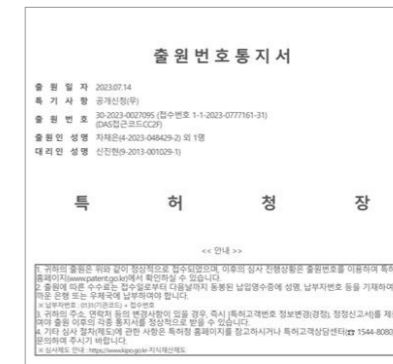 출 원 번 호 통 지 서
출 원 일 자 2023.07.14
특 기 사 항 공개신청(무)
출 원 번 호 30-2023-0027095 (접수번호 1-1-2023-0777161-31)
(DAS접근코드CC2F)
출 원 인 성 명 차재은(4-2023-048429-2) 외 1명
대 리 인 성 명 신진현(9-2013-001029-1)
특 허 청 장
<< 안내 >>
1. 귀하의 출원은 위와 같이 정상적으로 접수되었으며, 이후의 심사 진행상황은 출원번호를 이용하여 특허
홈페이지(www.patent.go.kr)에서 확인하실 수 있습니다.
2. 출원에 따른 수수료는 접수일로부터 다음날까지 동봉된 납입영수증에 성명, 납부자번호 등을 기재하여
까운 은행 또는 우체국에 납부하여야 합니다.
※ 납부자번호 : 0131(기관코드) + 접수번호
3. 귀하의 주소, 연락처 등의 변경사항이 있을 경우, 즉시 [특허고객번호 정보변경(경정), 정정신고서]를 제
여야 출원 이후의 각종 통지서를 정상적으로 받을 수 있습니다.
4. 기타 심사 절차(제도)에 관한 사항은 특허청 홈페이지를 참고하시거나 특허고객상담센터(☎ 1544-8080
문의하여 주시기 바랍니다.
※ 심사제도 안내 : https://www.kipo.go.kr-지식재산제도